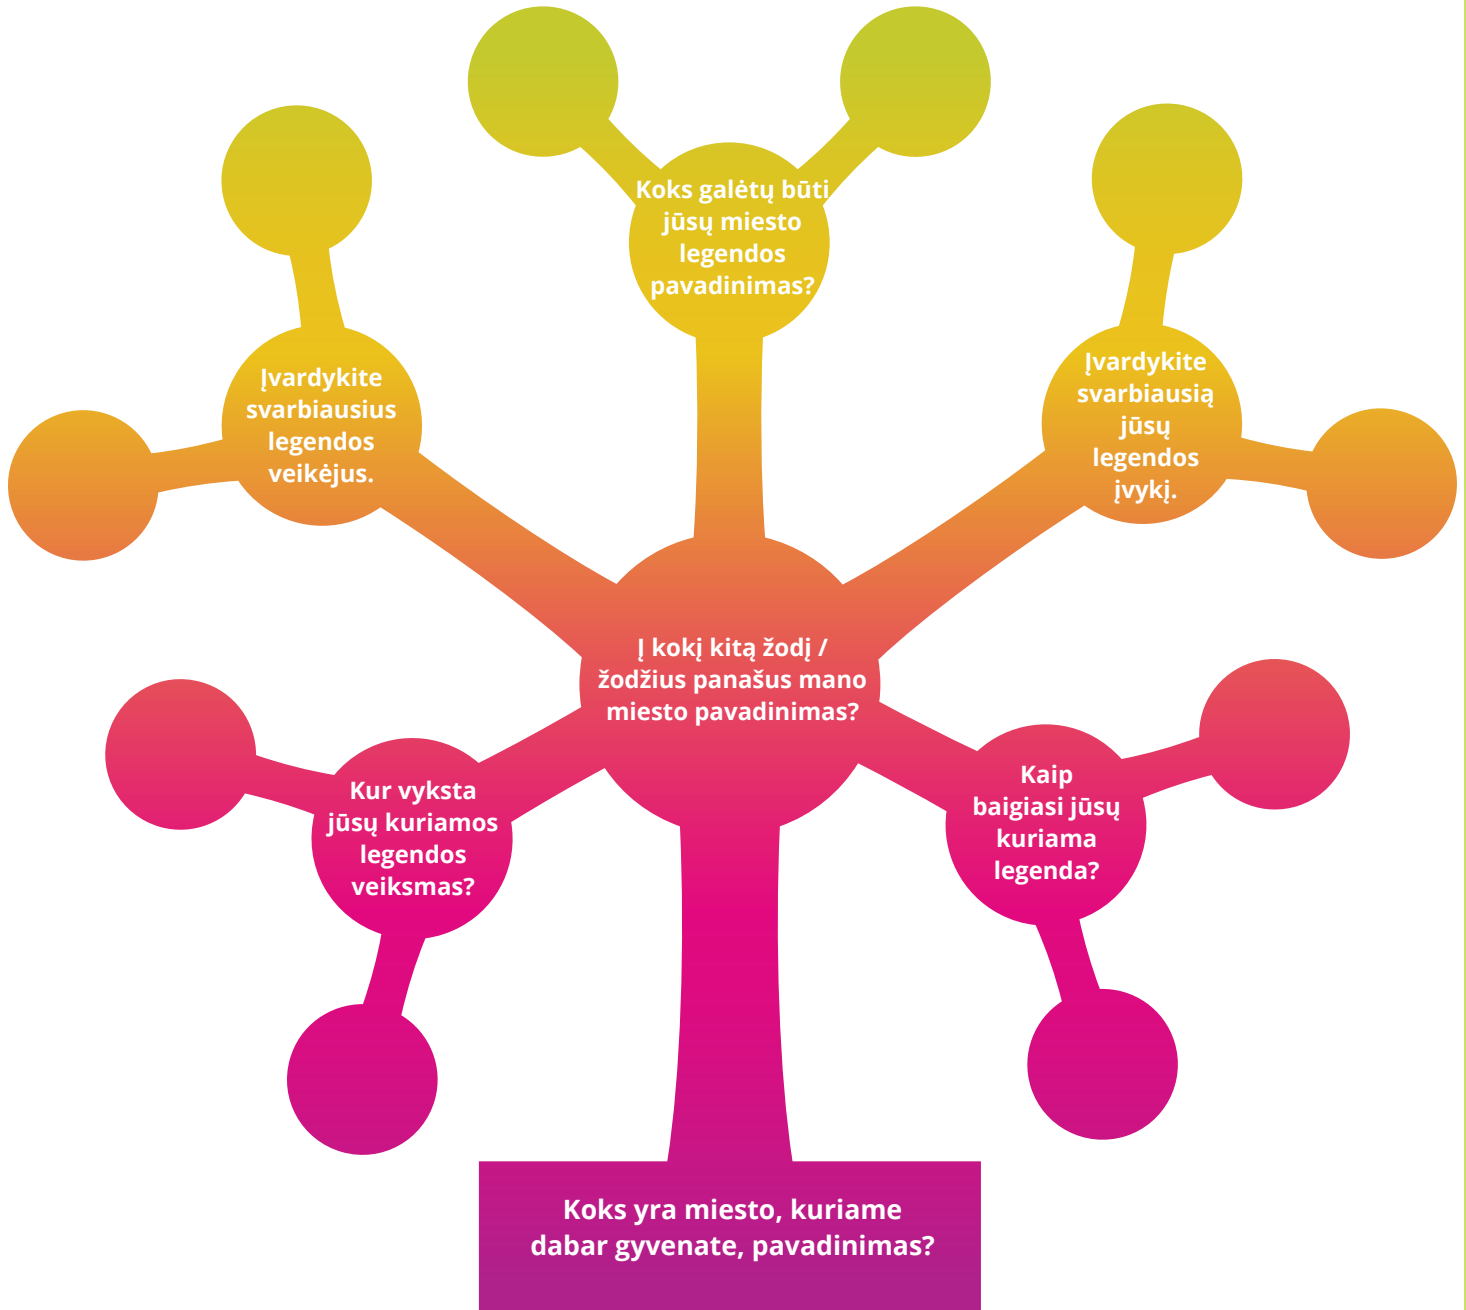 Koks galėtų būti
jūsų miesto
legendos
pavadinimas?
Įvardykite
svarbiausius
legendos
veikėjus.
Įvardykite
svarbiausią
jūsų
legendos
įvykį.
Į kokį kitą žodį /
žodžius panašus mano
miesto pavadinimas?
Kur vyksta
jūsų kuriamos
legendos
veiksmas?
Kaip
baigiasi jūsų
kuriama
legenda?
Koks yra miesto, kuriame
dabar gyvenate, pavadinimas?